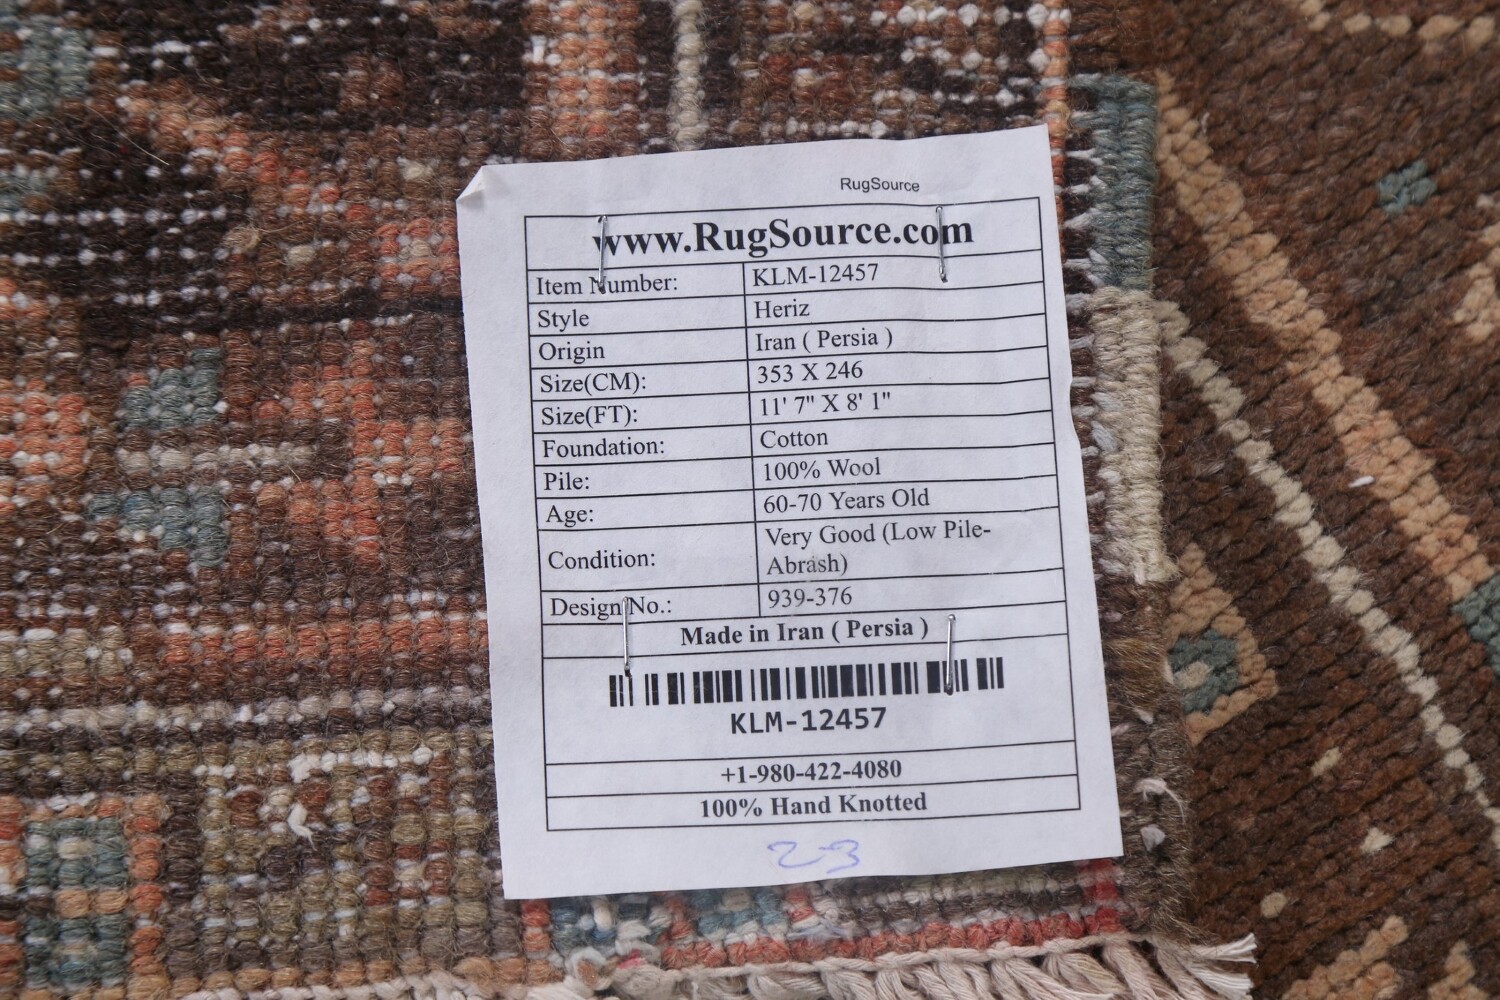 RugSource
www.RugSource.com
Item Number: KLM-12457
Style Heriz
Origin Iran ( Persia )
Size(CM): 353 X 246
Size(FT): 11' 7" X 8' 1"
Foundation: Cotton
Pile: 100% Wool
Age: 60-70 Years Old
Condition: Very Good (Low Pile-
Abrash)
Design No.: 939-376
Made in Iran ( Persia )
KLM-12457
+1-980-422-4080
100% Hand Knotted
23